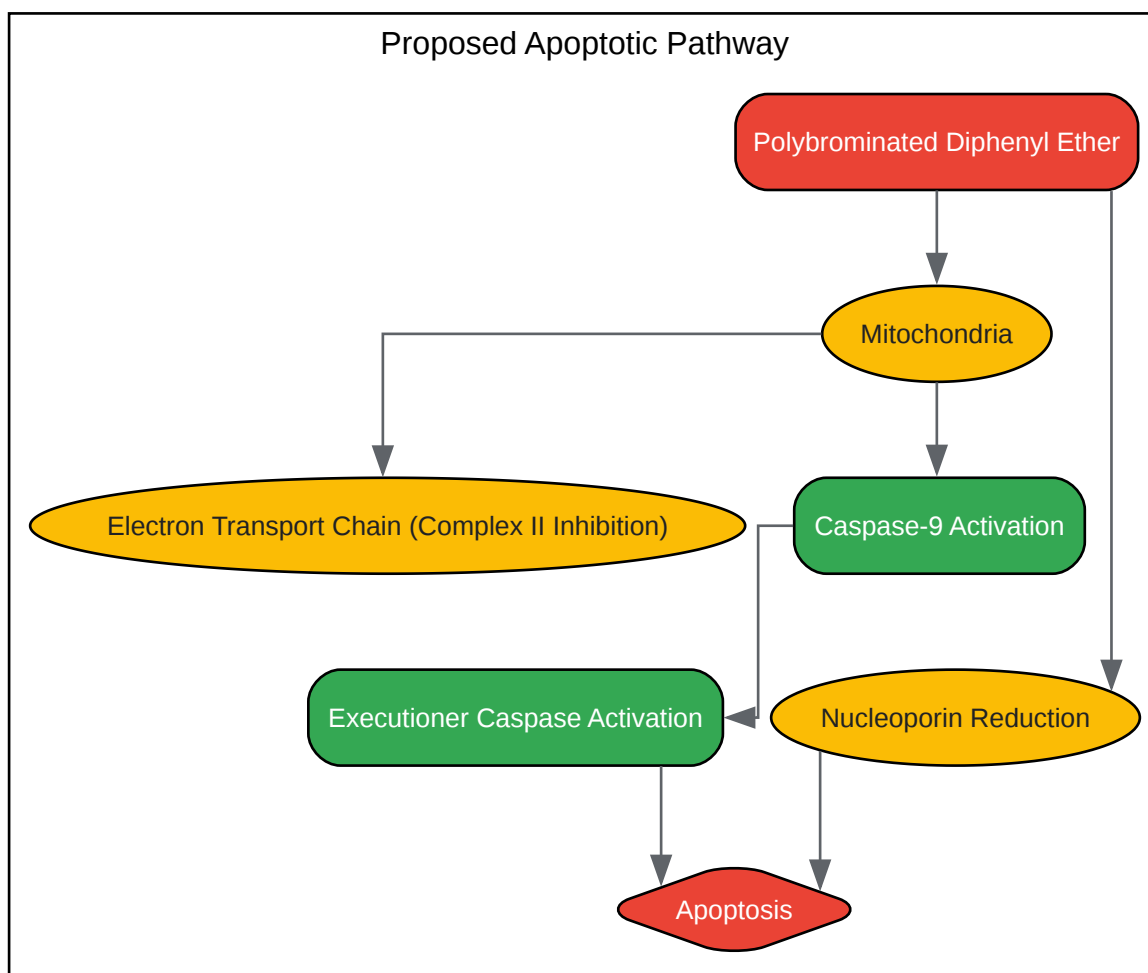 Proposed Apoptotic Pathway
Polybrominated Diphenyl Ether
Mitochondria
Electron Transport Chain (Complex II Inhibition)
Caspase-9 Activation
Executioner Caspase Activation
Nucleoporin Reduction
Apoptosis